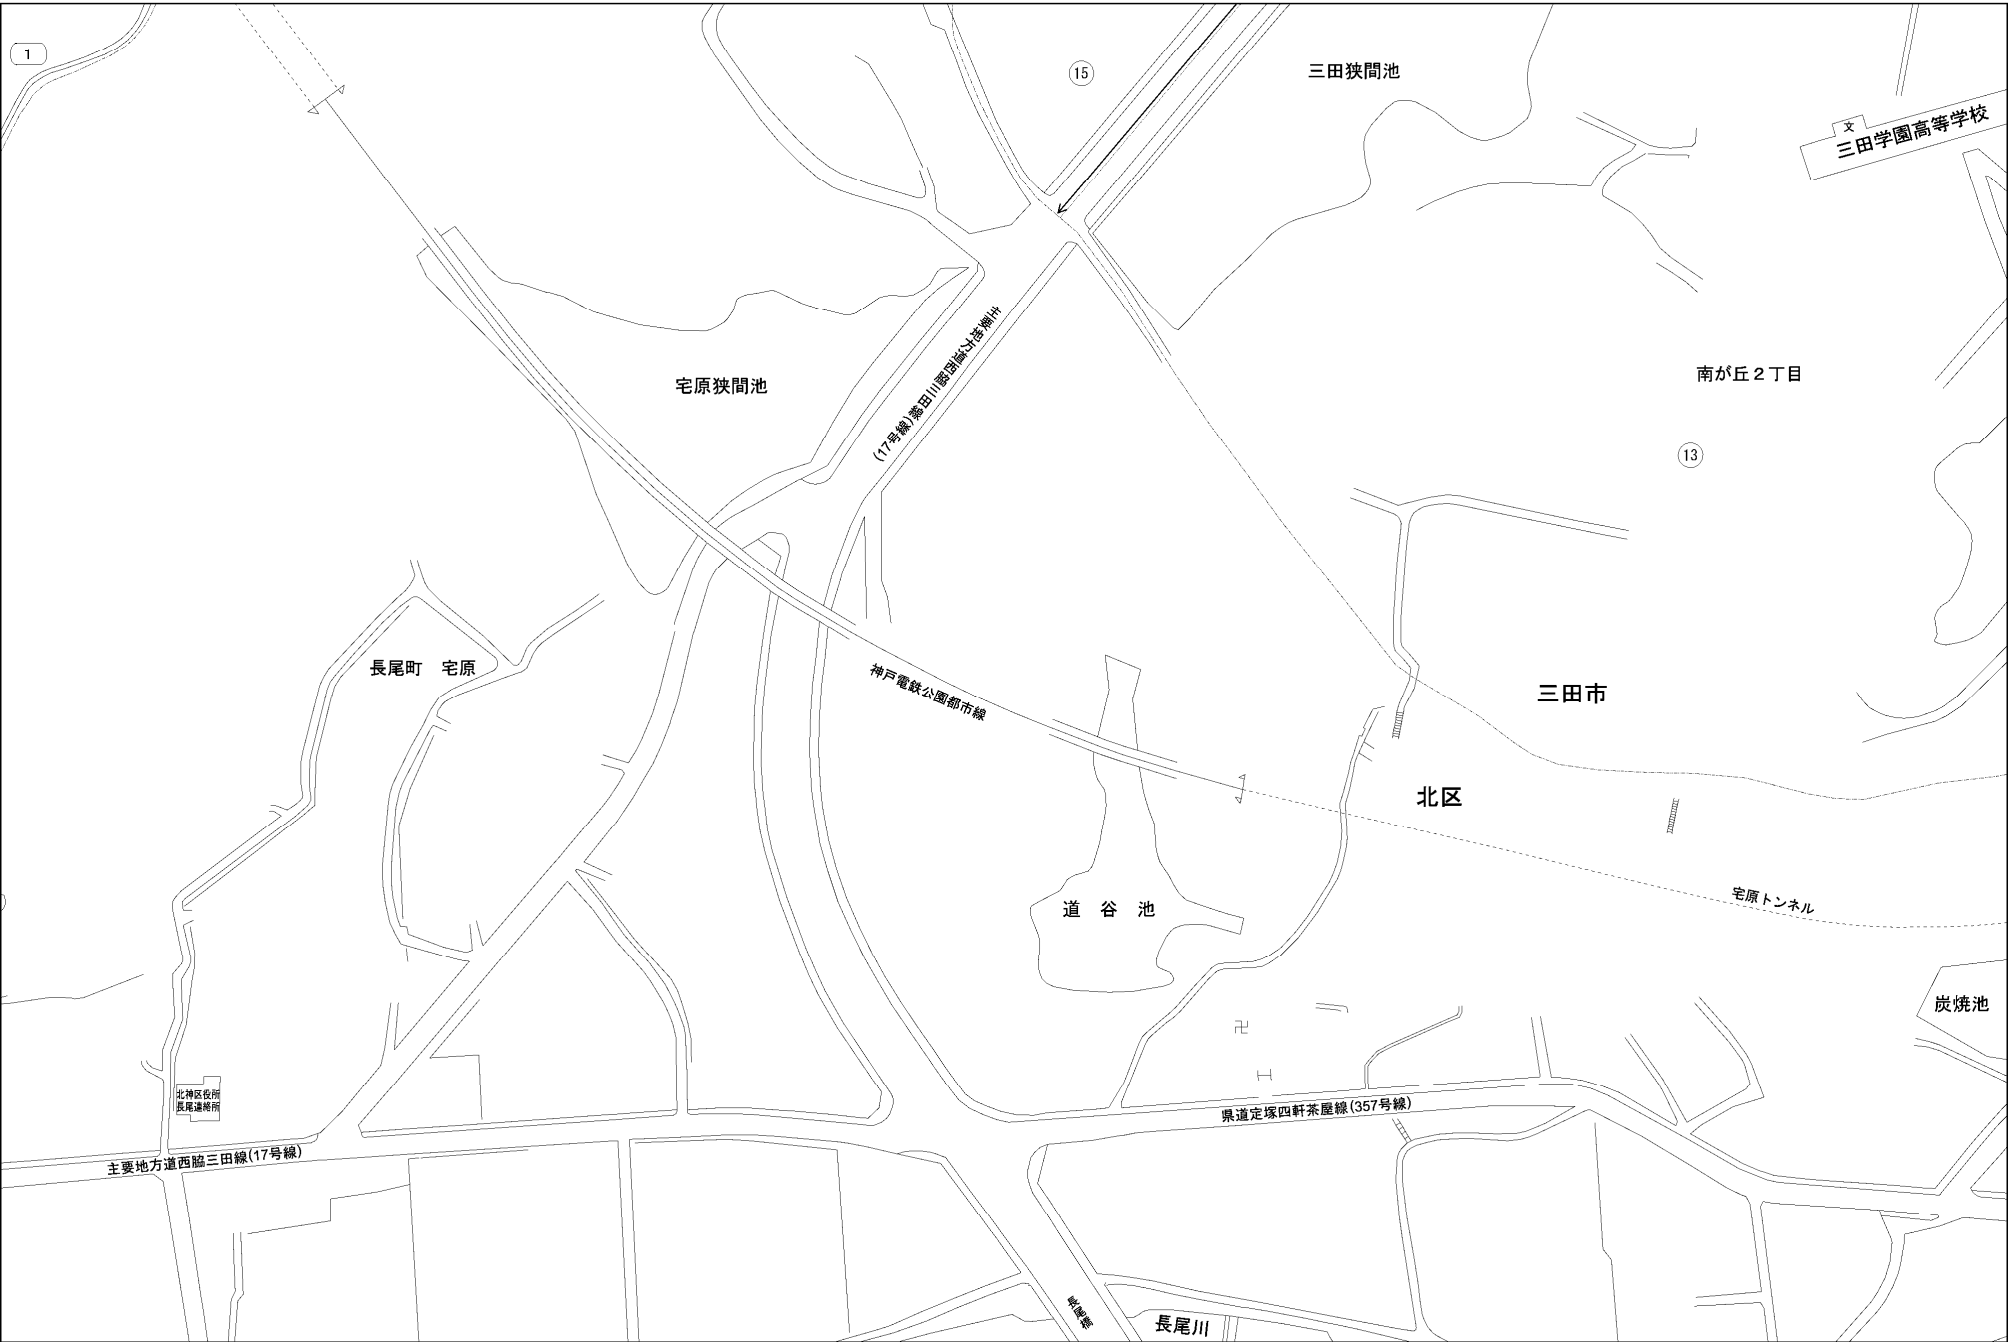 1
15
三田狭間池
文
三田学園高等学校
主要地方道西脇三田線(17号線)
宅原狭間池
南が丘２丁目
13
長尾町　宅原
神戸電鉄公園都市線
三田市
北区
宅原トンネル
道　谷　池
炭焼池
卍
北神区役所
長尾連絡所
県道定塚四軒茶屋線(357号線)
主要地方道西脇三田線(17号線)
長尾橋
長尾川